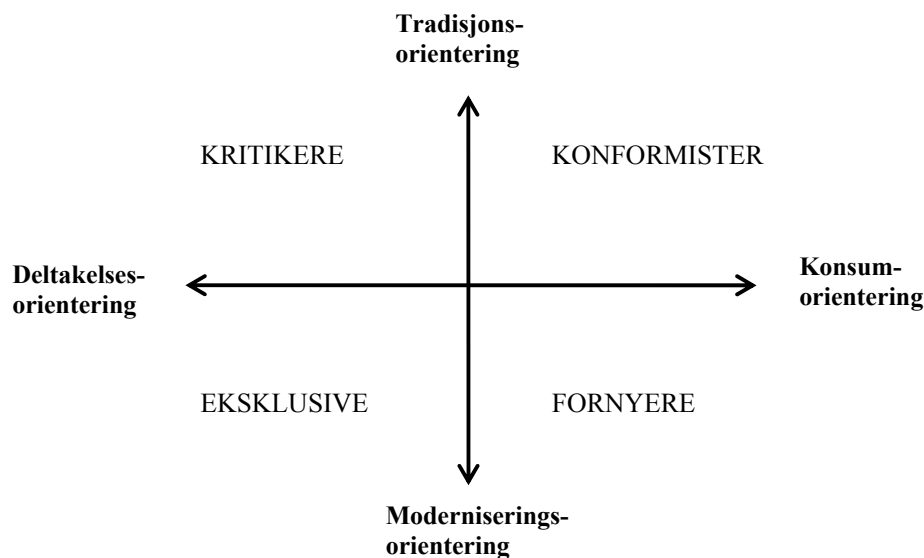 Tradisjons-
orientering
KRITIKERE
KONFORMISTER
Deltakelses-
orientering
Konsum-
orientering
EKSKLUSIVE
FORNYERE
Moderniserings-
orientering